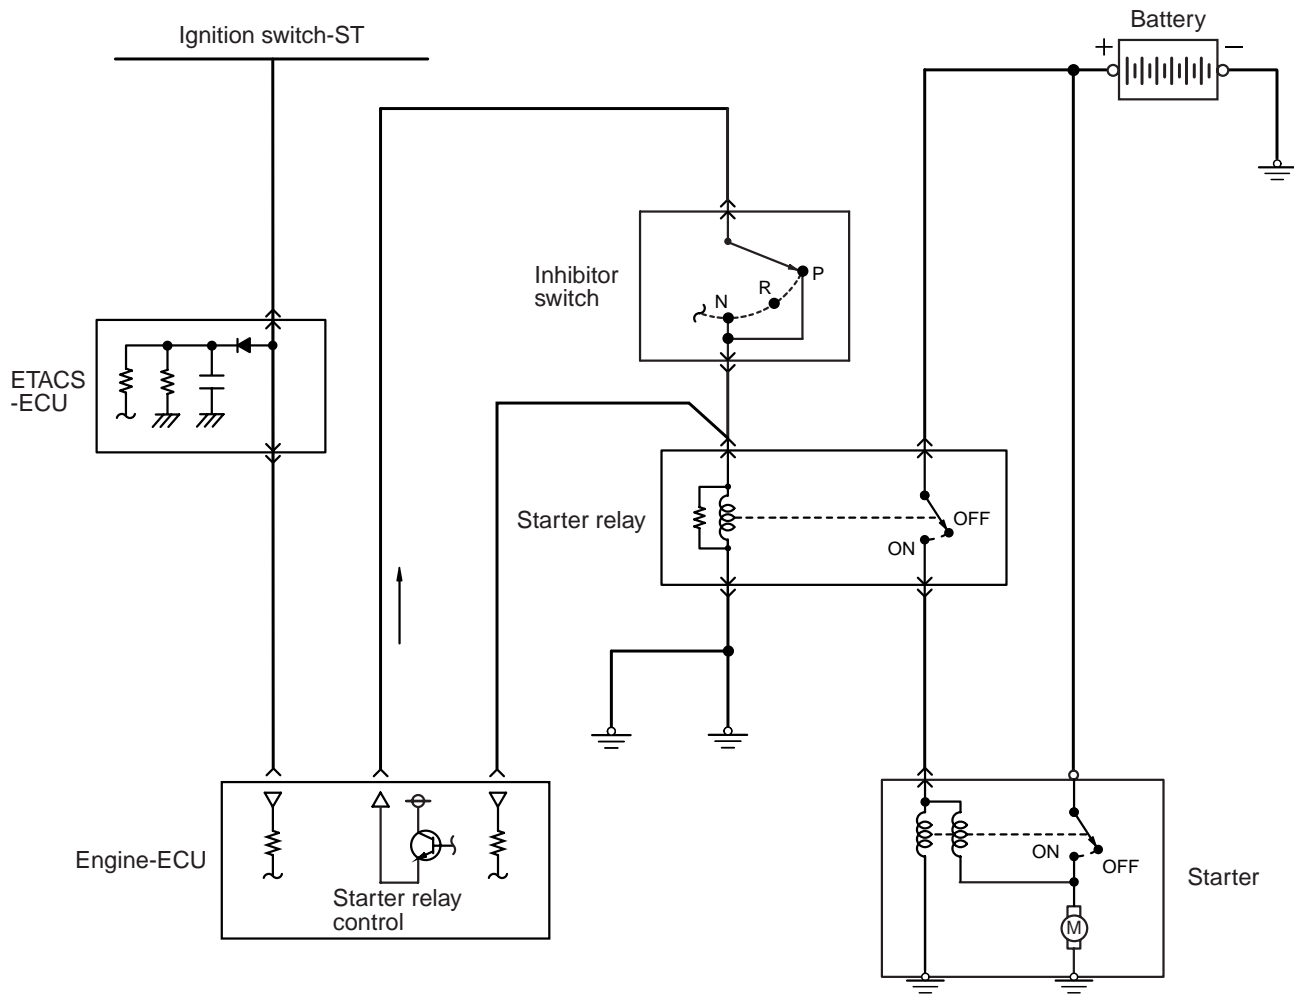 Ignition switch-ST
Battery
+
−
Inhibitor
switch
P
R
N
ETACS
-ECU
Starter relay
OFF
ON
Engine-ECU
Starter relay
control
ON
OFF
M
Starter